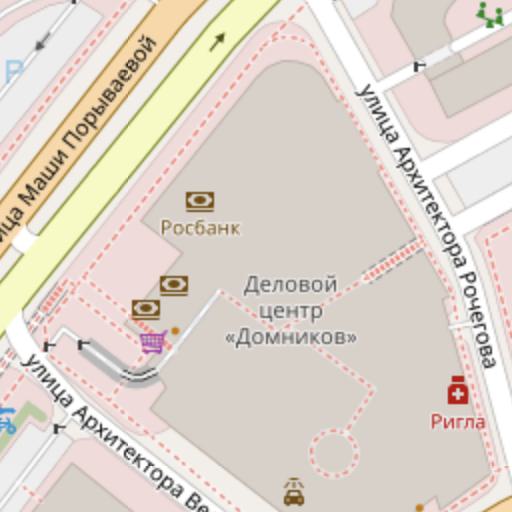 улица Маши Порываевой
улица Архитектора Рочегова
Росбанк
Деловой
центр
«Домников»
Ригла
улица Архитектора Ве
P